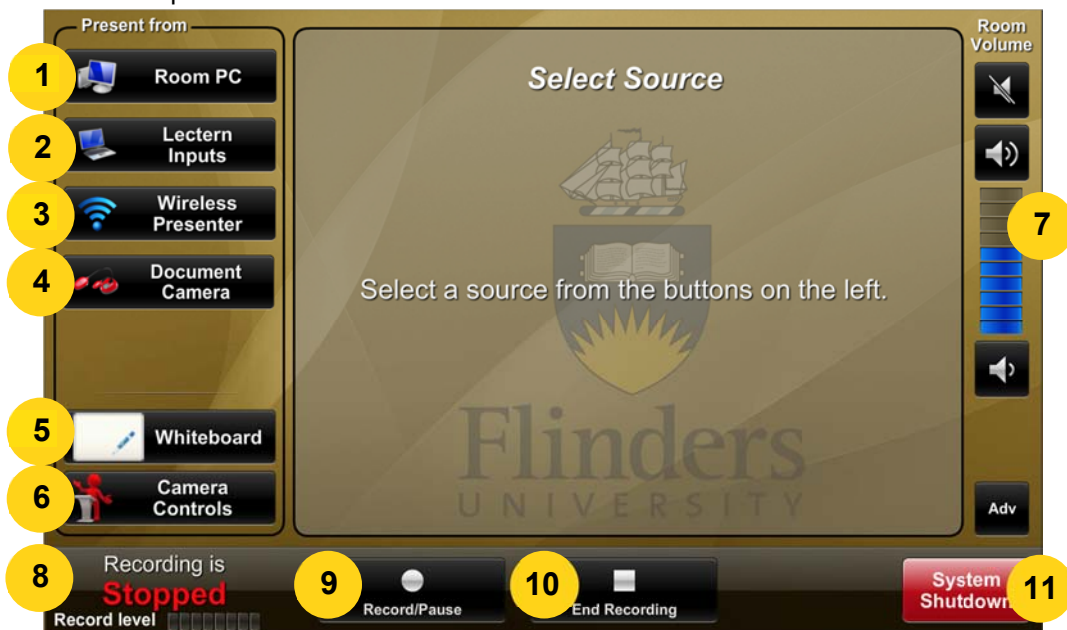 Present from
1 Room PC
2 Lectern
Inputs
3 Wireless
Presenter
4 Document
Camera
5 Whiteboard
6 Camera
Controls
Select Source
Select a source from the buttons on the left.
Flinders
UNIVERSITY
Room
Volume
7
Adv
8 Recording is
Stopped
Record level
9 Record/Pause
10 End Recording
System
Shutdown 11